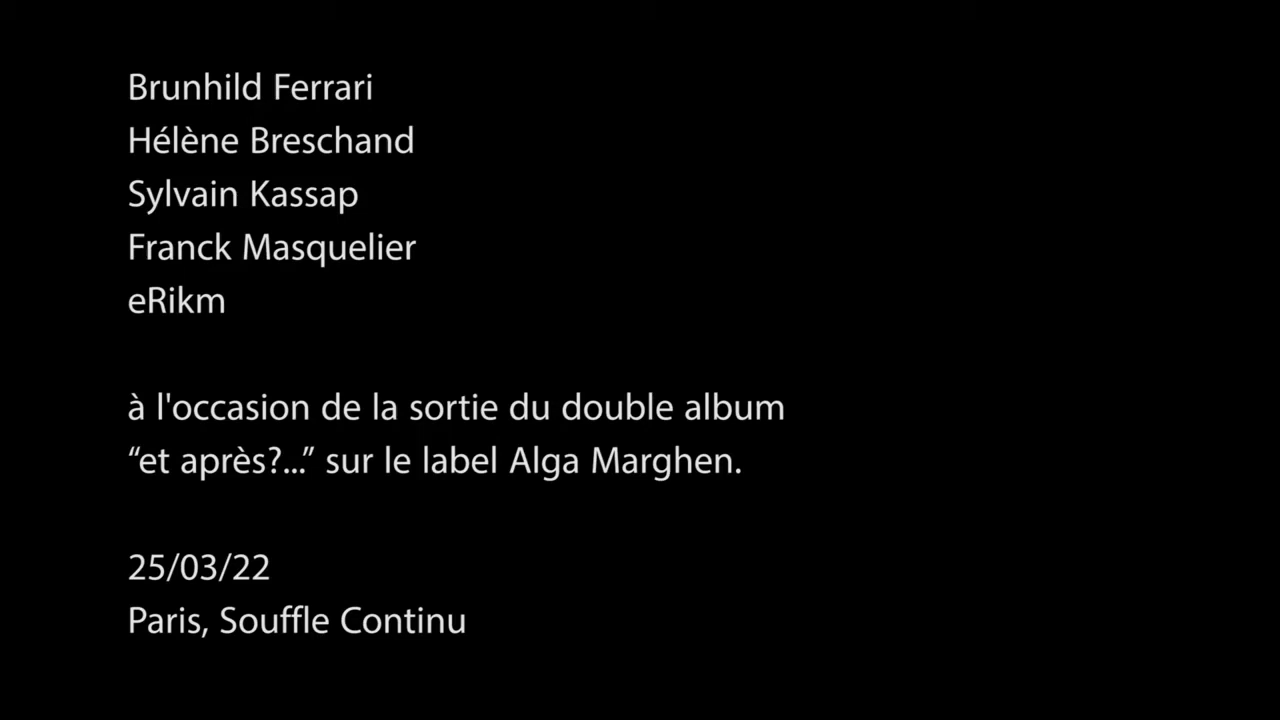 Brunhild Ferrari
Hélène Breschand
Sylvain Kassap
Franck Masquelier
eRikm
à l'occasion de la sortie du double album
“et après?...” sur le label Alga Marghen.
25/03/22
Paris, Souffle Continu